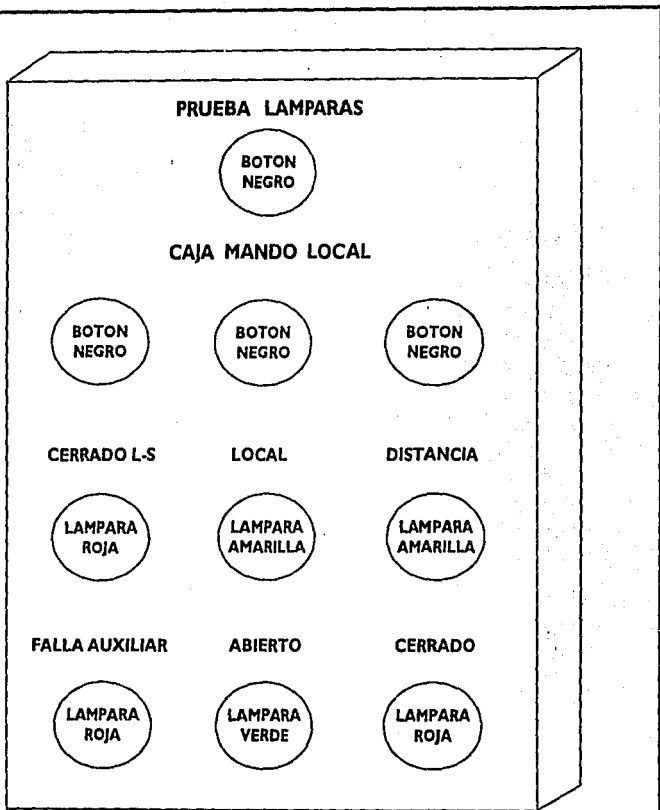 PRUEBA LAMPARAS
BOTON
NEGRO
CAJA MANDO LOCAL
BOTON
NEGRO
BOTON
NEGRO
BOTON
NEGRO
CERRADO L-S
LOCAL
DISTANCIA
LAMPARA
ROJA
LAMPARA
AMARILLA
LAMPARA
AMARILLA
FALLA AUXILIAR
ABIERTO
CERRADO
LAMPARA
ROJA
LAMPARA
VERDE
LAMPARA
ROJA